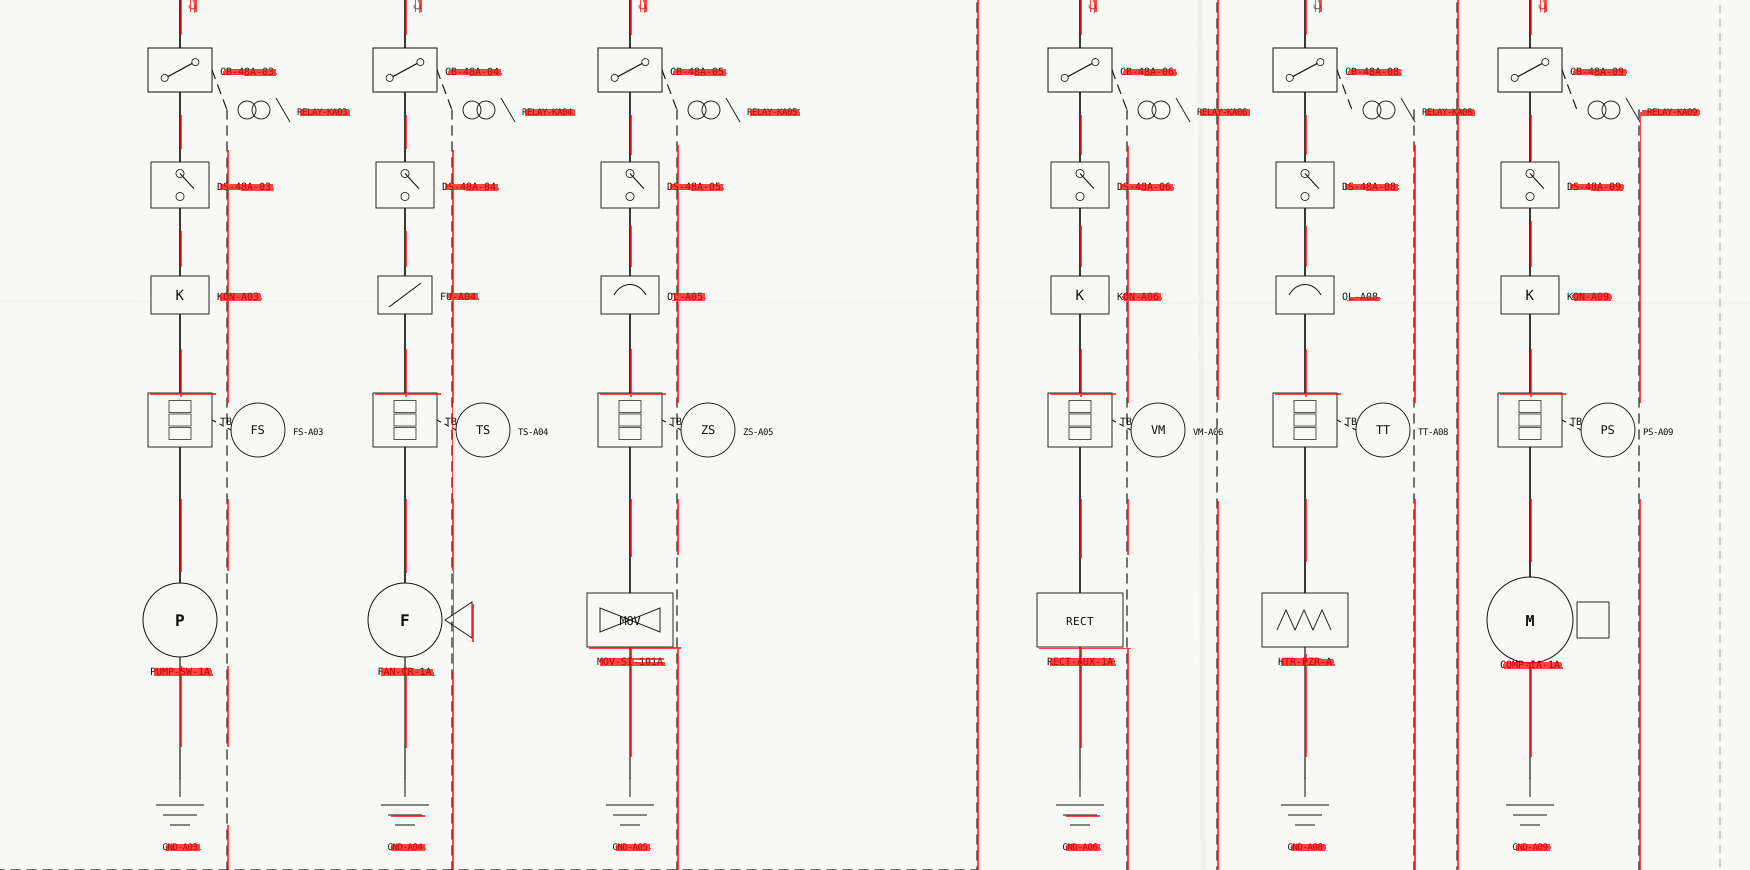 CB-48A-03 CB-48A-04 CB-48A-05 CB-48A-06 CB-48A-08 CB-48A-09
RELAY-KA03 RELAY-KA04 RELAY-KA05 RELAY-KA06 RELAY-KA08 RELAY-KA09
DS-48A-03 DS-48A-04 DS-48A-05 DS-48A-06 DS-48A-08 DS-48A-09
K KON-A03 FU-A04 OL-A05 K KON-A06 OL-A08 K KON-A09
TB FS FS-A03 TB TS TS-A04 TB ZS ZS-A05 TB VM VM-A06 TB TT TT-A08 TB PS PS-A09
P F MOV RECT M
PUMP-SW-1A FAN-CR-1A MOV-SI-101A RECT-AUX-1A HTR-PZR-A COMP-IA-1A
GND-A03 GND-A04 GND-A05 GND-A06 GND-A08 GND-A09